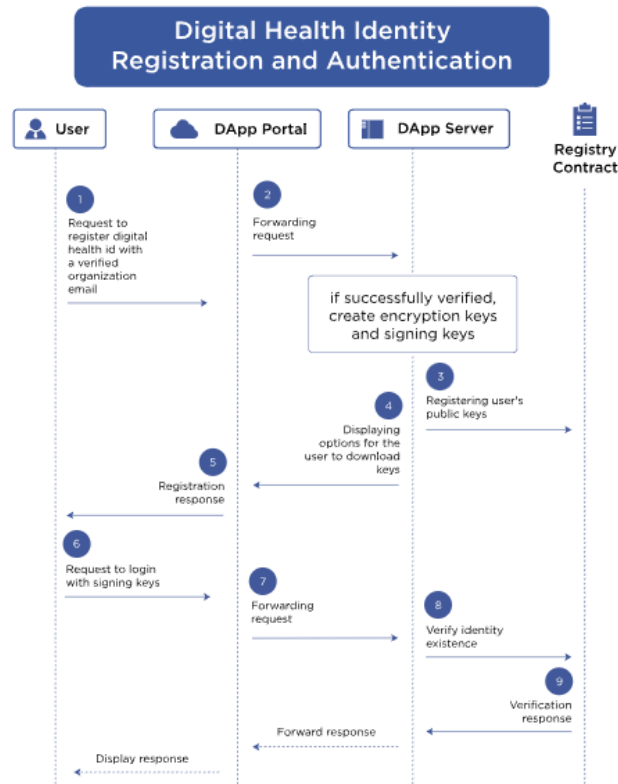 Digital Health Identity
Registration and Authentication
User
DApp Portal
DApp Server
Registry
Contract
1
Request to
register digital
health id with
a verified
organization
email
2
Forwarding
request
if successfully verified,
create encryption keys
and signing keys
3
Registering user's
public keys
4
Displaying
options for the
user to download
keys
5
Registration
response
6
Request to login
with signing keys
7
Forwarding
request
8
Verify identity
existence
9
Verification
response
Forward response
Display response